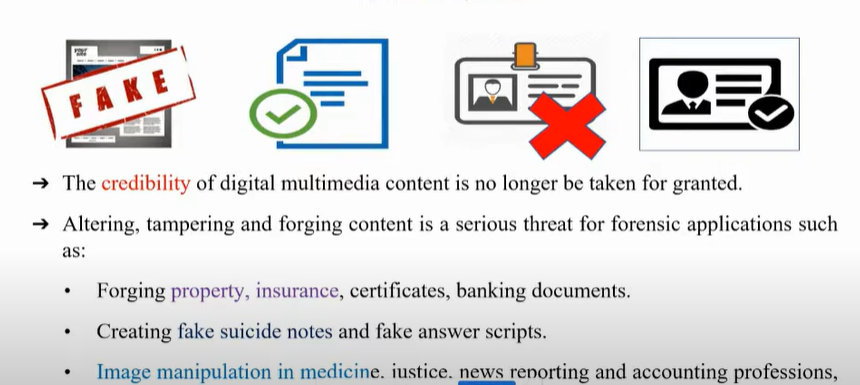 FAKE
➔ The credibility of digital multimedia content is no longer be taken for granted.
➔ Altering, tampering and forging content is a serious threat for forensic applications such
as:
• Forging property, insurance, certificates, banking documents.
• Creating fake suicide notes and fake answer scripts.
• Image manipulation in medicine, justice, news reporting and accounting professions,